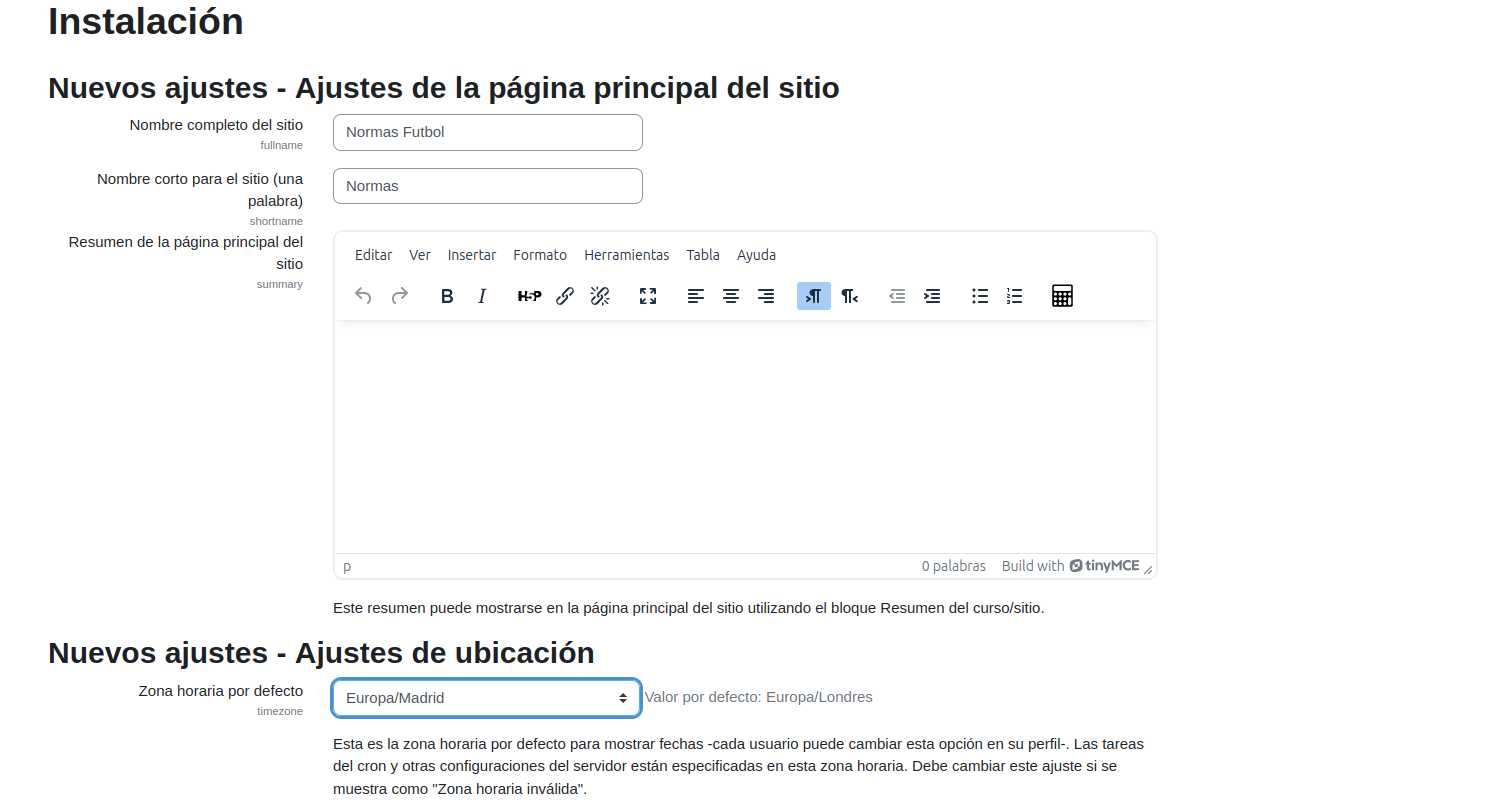 Instalación
Nuevos ajustes - Ajustes de la página principal del sitio
Nombre completo del sitio
fullname
Normas Futbol
Nombre corto para el sitio (una
palabra)
shortname
Normas
Resumen de la página principal del
sitio
summary
Editar Ver Insertar Formato Herramientas Tabla Ayuda
B I H5P
p 0 palabras Build with tinyMCE
Este resumen puede mostrarse en la página principal del sitio utilizando el bloque Resumen del curso/sitio.
Nuevos ajustes - Ajustes de ubicación
Zona horaria por defecto
timezone
Europa/Madrid Valor por defecto: Europa/Londres
Esta es la zona horaria por defecto para mostrar fechas -cada usuario puede cambiar esta opción en su perfil-. Las tareas
del cron y otras configuraciones del servidor están especificadas en esta zona horaria. Debe cambiar este ajuste si se
muestra como "Zona horaria inválida".